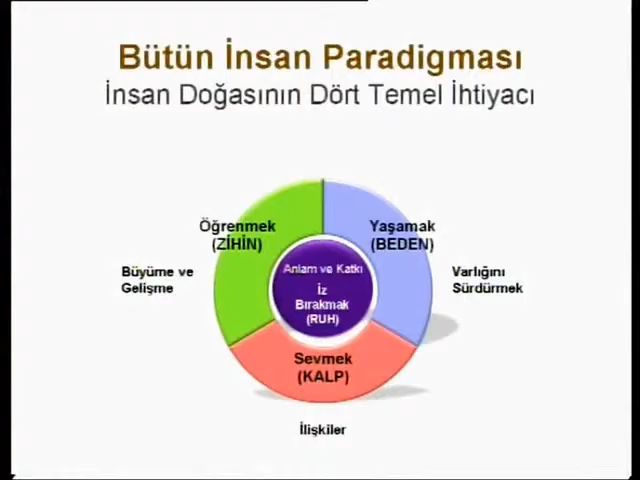 Bütün İnsan Paradigması
İnsan Doğasının Dört Temel İhtiyacı
Öğrenmek
(ZİHİN)
Yaşamak
(BEDEN)
Büyüme ve
Gelişme
Anlam ve Katkı
İz
Bırakmak
(RUH)
Varlığını
Sürdürmek
Sevmek
(KALP)
İlişkiler